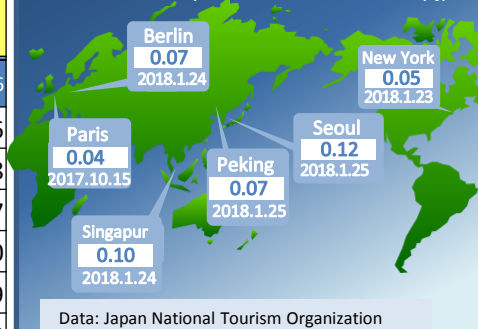 Berlin
0.07
2018.1.24
New York
0.05
2018.1.23
Paris
0.04
2017.10.15
Seoul
0.12
2018.1.25
Peking
0.07
2018.1.25
Singapur
0.10
2018.1.24
Data: Japan National Tourism Organization